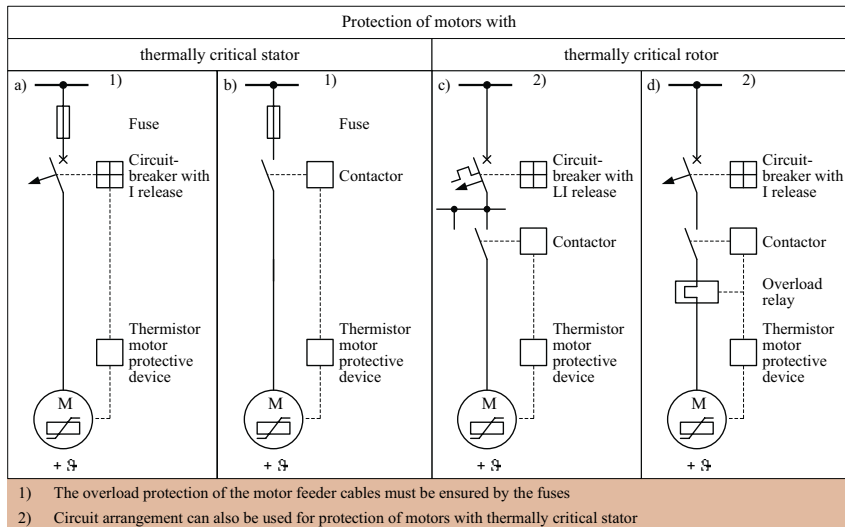 Protection of motors with
thermally critical stator
thermally critical rotor
a)
1)
Fuse
Circuit-
breaker with
I release
Thermistor
motor
protective
device
M
+ ϑ
b)
1)
Fuse
Contactor
Thermistor
motor
protective
device
M
+ ϑ
c)
2)
Circuit-
breaker with
LI release
Contactor
Thermistor
motor
protective
device
M
+ ϑ
d)
2)
Circuit-
breaker with
I release
Contactor
Overload
relay
Thermistor
motor
protective
device
M
+ ϑ
1) The overload protection of the motor feeder cables must be ensured by the fuses
2) Circuit arrangement can also be used for protection of motors with thermally critical stator